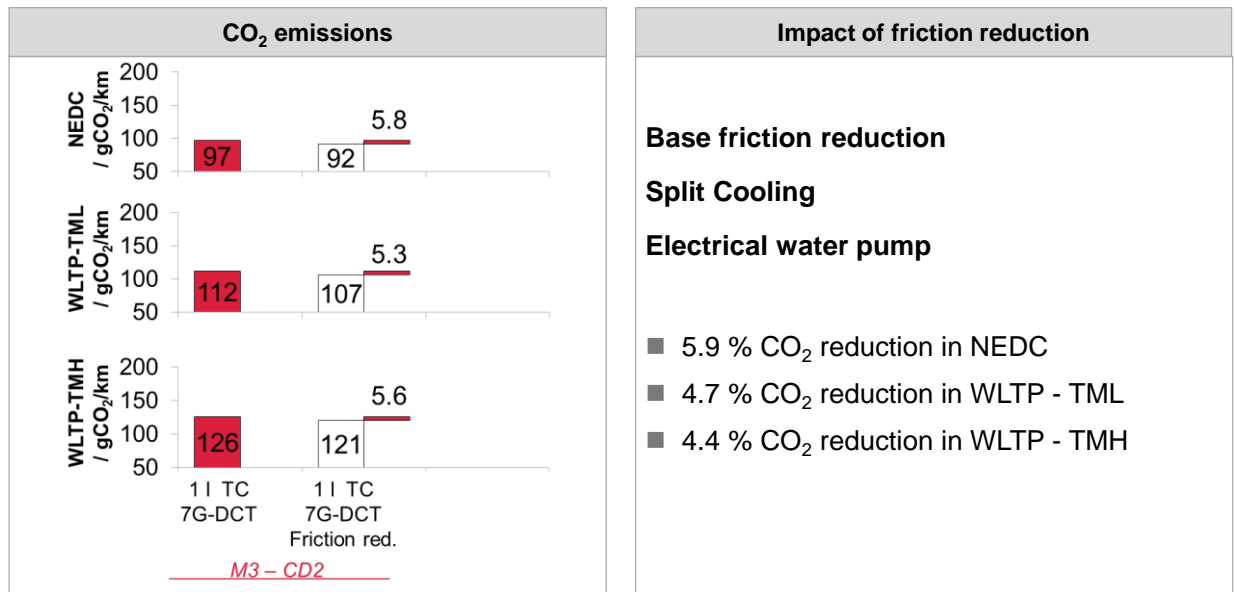 CO₂ emissions
NEDC
/ gCO₂/km
200
150
100
50
97
92
5.8
WLTP-TML
/ gCO₂/km
200
150
100
50
112
107
5.3
WLTP-TMH
/ gCO₂/km
200
150
100
50
126
121
5.6
1 l TC
7G-DCT
1 l TC
7G-DCT
Friction red.
M3 – CD2
Impact of friction reduction
Base friction reduction
Split Cooling
Electrical water pump
■ 5.9 % CO₂ reduction in NEDC
■ 4.7 % CO₂ reduction in WLTP - TML
■ 4.4 % CO₂ reduction in WLTP - TMH